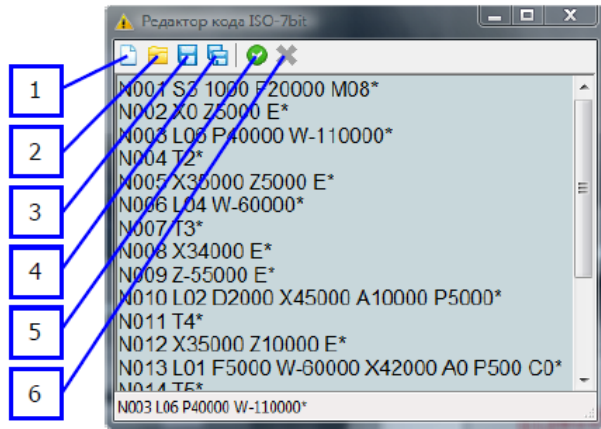 Редактор кода ISO-7bit
1
2
3
4
5
6
N001 S3 1000 F20000 M08*
N002 X0 Z5000 E*
N003 L06 P40000 W-110000*
N004 T2*
N005 X35000 Z5000 E*
N006 L04 W-60000*
N007 T3*
N008 X34000 E*
N009 Z-55000 E*
N010 L02 D2000 X45000 A10000 P5000*
N011 T4*
N012 X35000 Z10000 E*
N013 L01 F5000 W-60000 X42000 A0 P500 C0*
N014 T5*
N003 L06 P40000 W-110000*